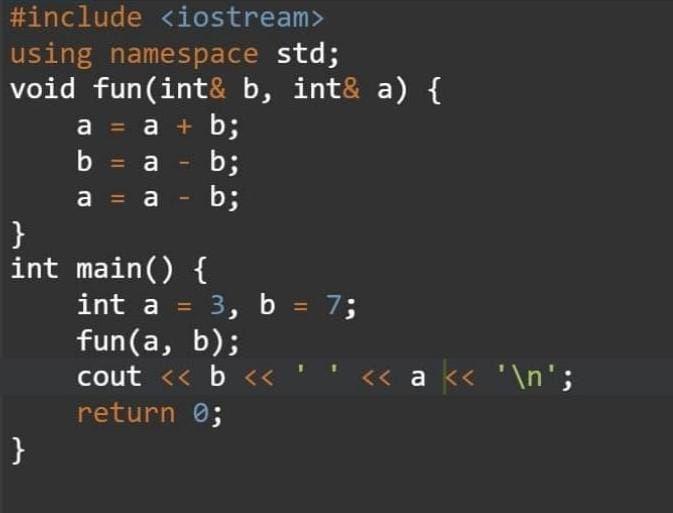 #include <iostream>
using namespace std;
void fun(int& b, int& a) {
    a = a + b;
    b = a - b;
    a = a - b;
}
int main() {
    int a = 3, b = 7;
    fun(a, b);
    cout << b << ' ' << a << '\n';
    return 0;
}